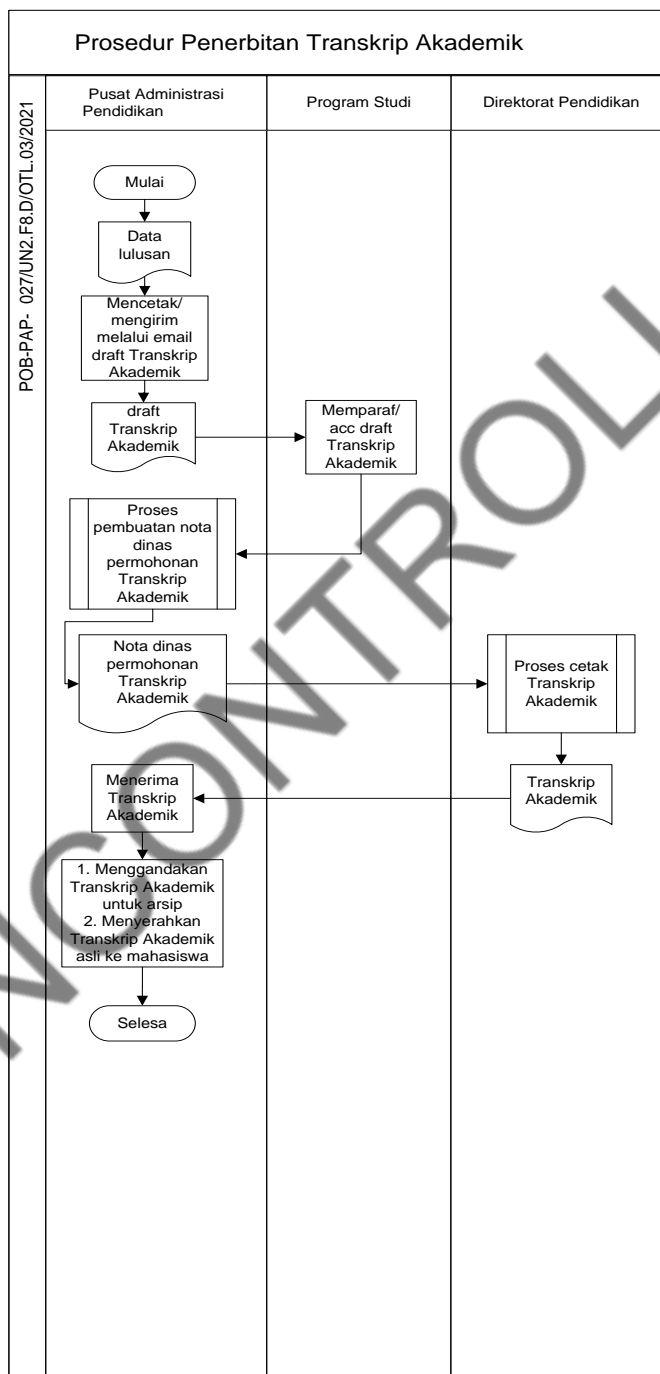 Prosedur Penerbitan Transkrip Akademik
POB-PAP- 027/UN2.F8.D/OTL.03/2021
Pusat Administrasi
Pendidikan
Program Studi
Direktorat Pendidikan
Mulai
Data
lulusan
Mencetak/
mengirim
melalui email
draft Transkrip
Akademik
draft
Transkrip
Akademik
Memparaf/
acc draft
Transkrip
Akademik
Proses
pembuatan nota
dinas
permohonan
Transkrip
Akademik
Nota dinas
permohonan
Transkrip
Akademik
Proses cetak
Transkrip
Akademik
Transkrip
Akademik
Menerima
Transkrip
Akademik
1. Menggandakan
Transkrip Akademik
untuk arsip
2. Menyerahkan
Transkrip Akademik
asli ke mahasiswa
Selesa
NCONTROLL